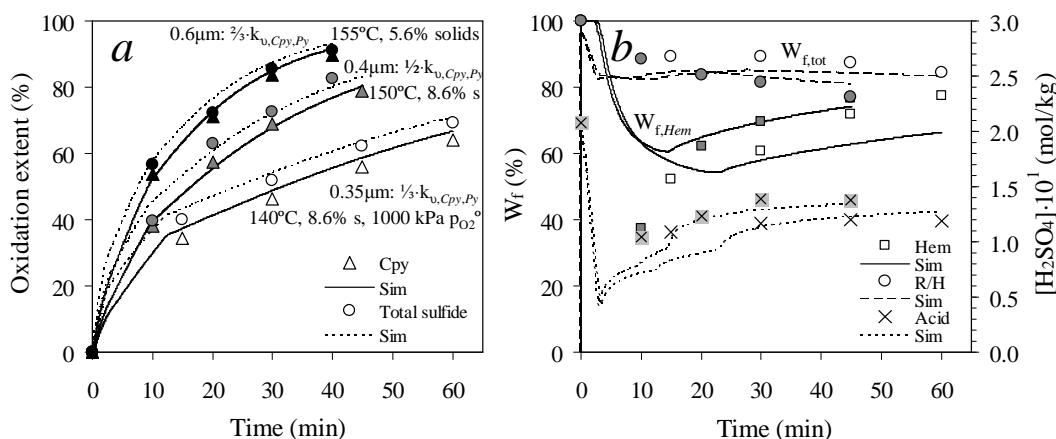 a
0.6μm: ⅔·kυ,Cpy,Py
155ºC, 5.6% solids
0.4μm: ½·kυ,Cpy,Py
150ºC, 8.6% s
0.35μm: ⅓·kυ,Cpy,Py
140ºC, 8.6% s, 1000 kPa pO2º
Cpy
Sim
Total sulfide
Sim
Oxidation extent (%)
100
80
60
40
20
0
0 10 20 30 40 50 60
Time (min)
b
Wf,tot
Wf,Hem
Hem
Sim
R/H
Sim
Acid
Sim
Wf (%)
100
80
60
40
20
0
0 10 20 30 40 50 60
Time (min)
3.0
2.5
2.0
1.5
1.0
0.5
0.0
[H2SO4]·10¹ (mol/kg)